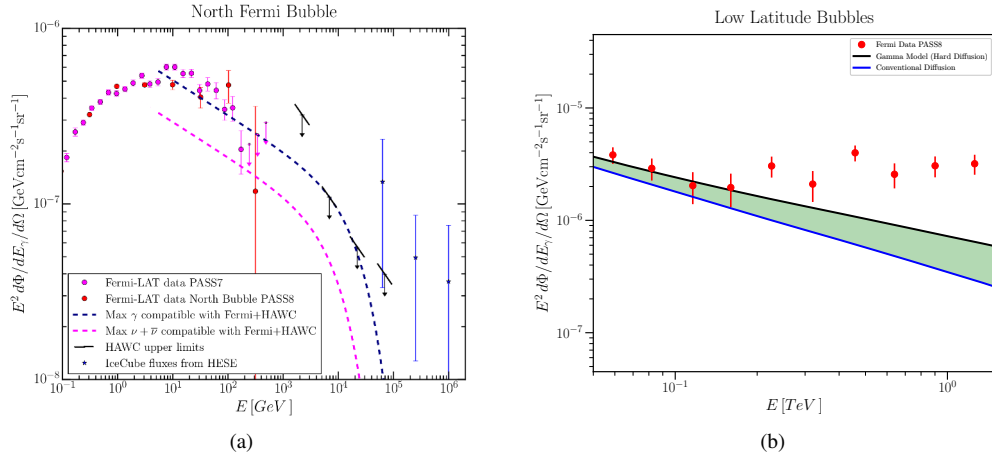 North Fermi Bubble
10^{-6}
10^{-7}
10^{-8}
E^2 dΦ/dE_γ/dΩ [GeVcm^{-2}s^{-1}sr^{-1}]
Fermi-LAT data PASS7
Fermi-LAT data North Bubble PASS8
Max γ compatible with Fermi+HAWC
Max ν + ν̅ compatible with Fermi+HAWC
HAWC upper limits
IceCube fluxes from HESE
10^{-1} 10^0 10^1 10^2 10^3 10^4 10^5 10^6
E [GeV]
(a)
Low Latitude Bubbles
Fermi Data PASS8
Gamma Model (Hard Diffusion)
Conventional Diffusion
10^{-5}
10^{-6}
10^{-7}
E^2 dΦ/dE_γ/dΩ [GeVcm^{-2}s^{-1}sr^{-1}]
10^{-1} 10^0
E [TeV]
(b)